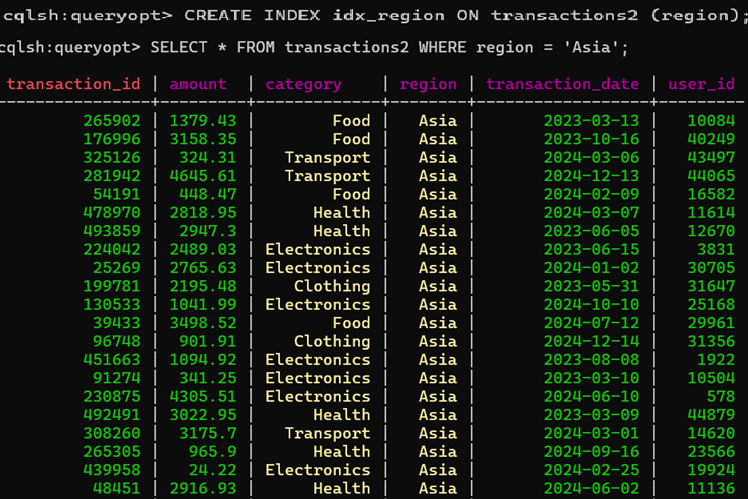 cqlsh:queryopt> CREATE INDEX idx_region ON transactions2 (region);
cqlsh:queryopt> SELECT * FROM transactions2 WHERE region = 'Asia';
transaction_id | amount | category | region | transaction_date | user_id
----------------+---------+-------------+--------+------------------+---------
265902 | 1379.43 | Food | Asia | 2023-03-13 | 10084
176996 | 3158.35 | Food | Asia | 2023-10-16 | 40249
325126 | 324.31 | Transport | Asia | 2024-03-06 | 43497
281942 | 4645.61 | Transport | Asia | 2024-12-13 | 44065
54191 | 448.47 | Food | Asia | 2024-02-09 | 16582
478970 | 2818.95 | Health | Asia | 2024-03-07 | 11614
493859 | 2947.3 | Health | Asia | 2023-06-05 | 12670
224042 | 2489.03 | Electronics | Asia | 2023-06-15 | 3831
25269 | 2765.63 | Electronics | Asia | 2024-01-02 | 30705
199781 | 2195.48 | Clothing | Asia | 2023-05-31 | 31647
130533 | 1041.99 | Electronics | Asia | 2024-10-10 | 25168
39433 | 3498.52 | Food | Asia | 2024-07-12 | 29961
96748 | 901.91 | Clothing | Asia | 2024-12-14 | 31356
451663 | 1094.92 | Electronics | Asia | 2023-08-08 | 1922
91274 | 341.25 | Electronics | Asia | 2023-03-10 | 10504
230875 | 4305.51 | Electronics | Asia | 2024-06-10 | 578
492491 | 3022.95 | Health | Asia | 2023-03-09 | 44879
308260 | 3175.7 | Transport | Asia | 2024-03-01 | 14620
265305 | 965.9 | Health | Asia | 2024-09-16 | 23566
439958 | 24.22 | Electronics | Asia | 2024-02-25 | 19924
48451 | 2916.93 | Health | Asia | 2024-06-02 | 11136